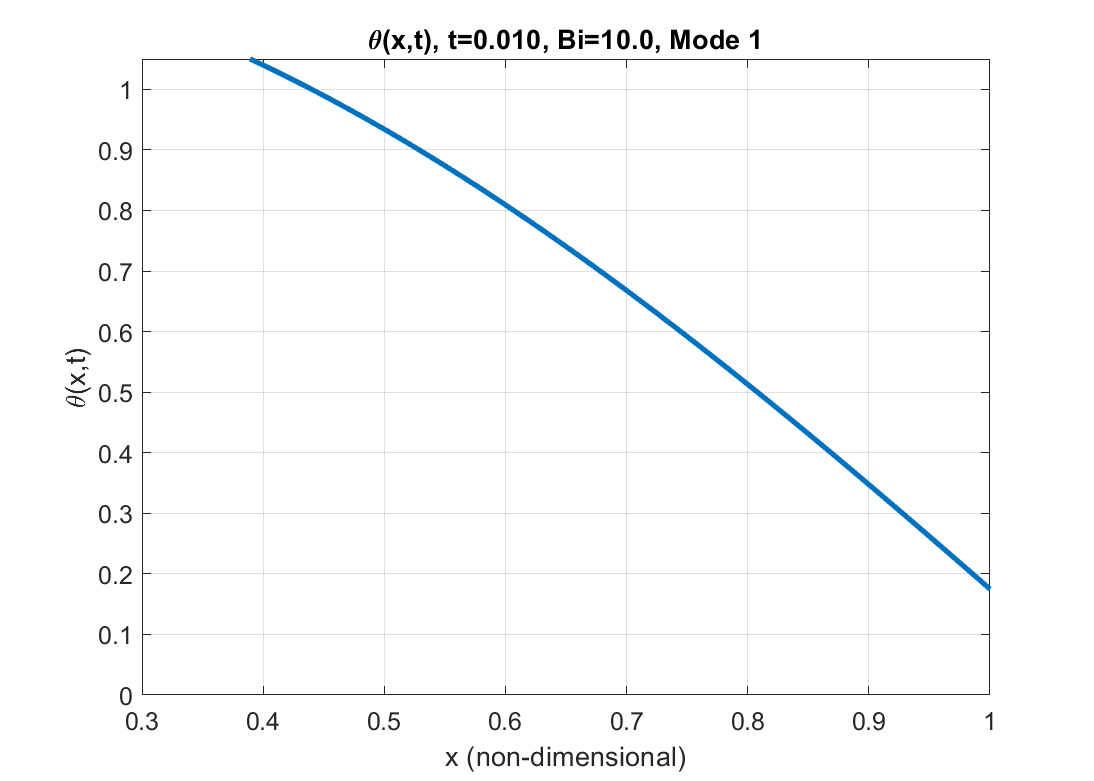 θ(x,t), t=0.010, Bi=10.0, Mode 1
1
0.9
0.8
0.7
0.6
0.5
0.4
0.3
0.2
0.1
0
θ(x,t)
0.3 0.4 0.5 0.6 0.7 0.8 0.9 1
x (non-dimensional)